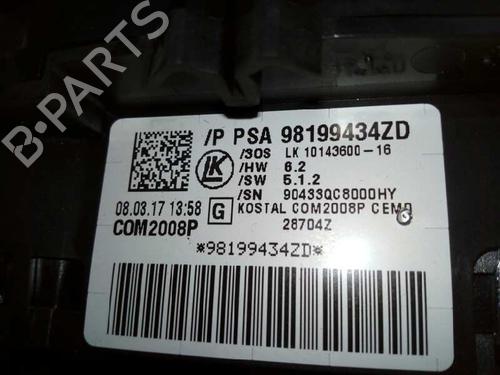 /P PSA 98199434ZD
/3OS LK 10143600-16
/HW 6.2
/SW 5.1.2
/SN 90433QC8000HY
08.03.17 13:58
G
KOSTAL COM2008P CEMO
COM2008P
28704Z
*98199434ZD*
B-PARTS